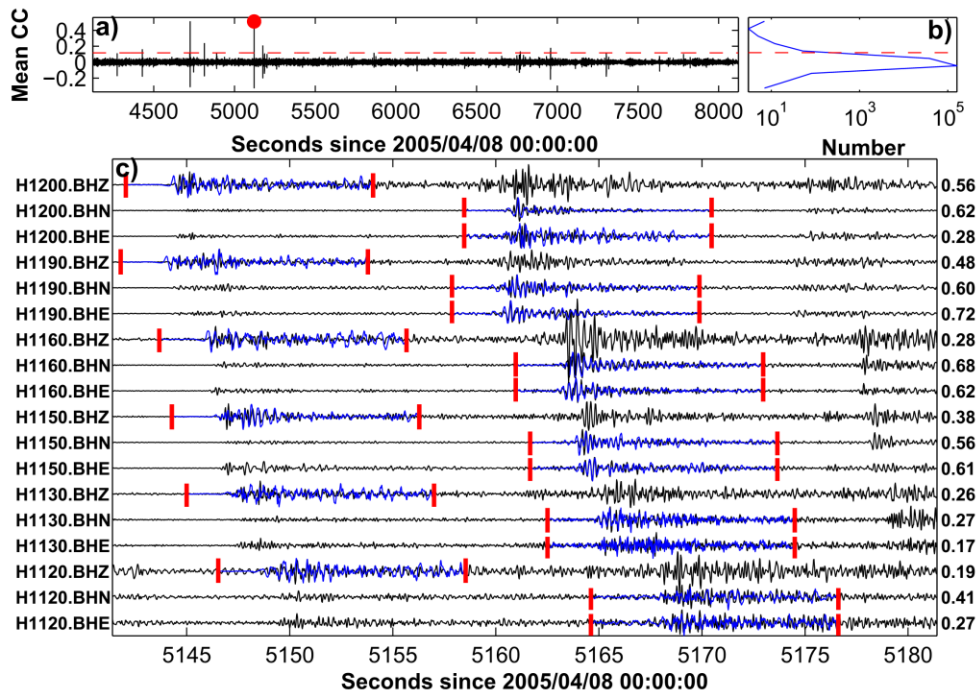 a)
b)
Mean CC
0.4
0.2
0
−0.2
4500 5000 5500 6000 6500 7000 7500 8000
10^1 10^3 10^5
Seconds since 2005/04/08 00:00:00
Number
c)
H1200.BHZ 0.56
H1200.BHN 0.62
H1200.BHE 0.28
H1190.BHZ 0.48
H1190.BHN 0.60
H1190.BHE 0.72
H1160.BHZ 0.28
H1160.BHN 0.68
H1160.BHE 0.62
H1150.BHZ 0.38
H1150.BHN 0.56
H1150.BHE 0.61
H1130.BHZ 0.26
H1130.BHN 0.27
H1130.BHE 0.17
H1120.BHZ 0.19
H1120.BHN 0.41
H1120.BHE 0.27
5145 5150 5155 5160 5165 5170 5175 5180
Seconds since 2005/04/08 00:00:00